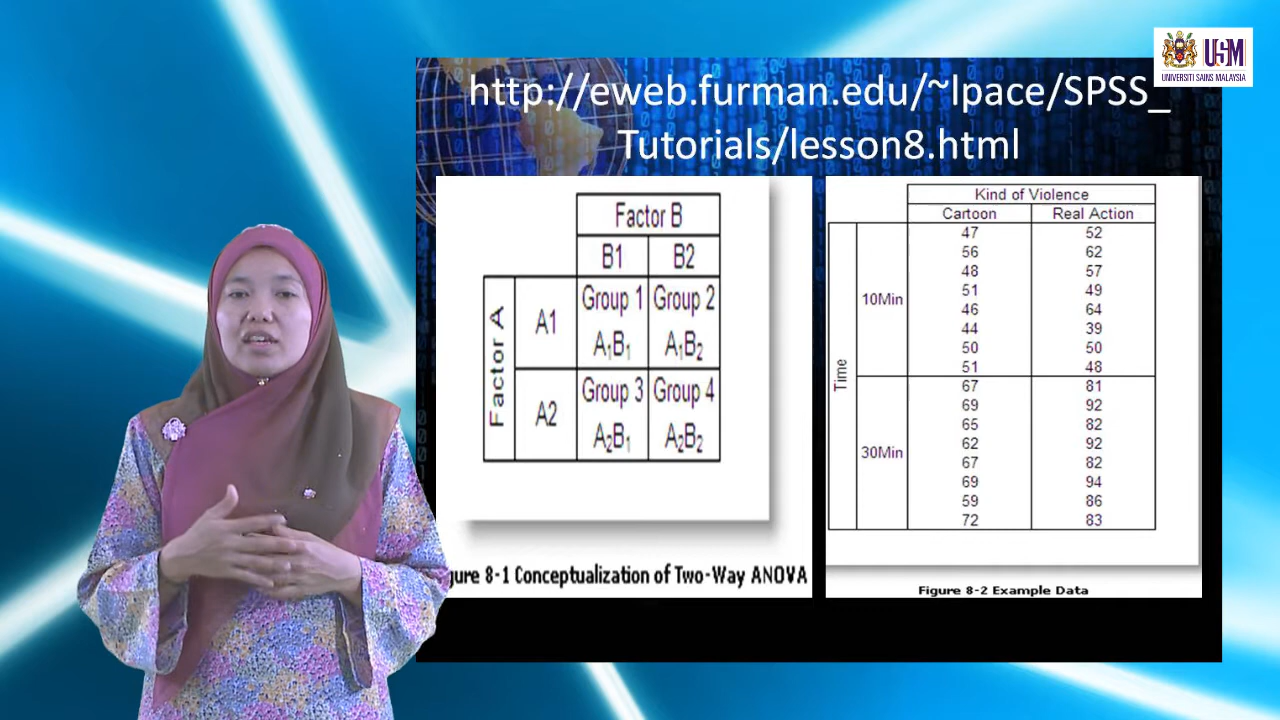 USM
UNIVERSITI SAINS MALAYSIA
http://eweb.furman.edu/~lpace/SPSS_
Tutorials/lesson8.html
Factor B
B1 B2
Factor A
A1
Group 1 Group 2
A₁B₁ A₁B₂
A2
Group 3 Group 4
A₂B₁ A₂B₂
gure 8-1 Conceptualization of Two-Way ANOVA
Kind of Violence
Cartoon Real Action
Time
10Min
47 52
56 62
48 57
51 49
46 64
44 39
50 50
51 48
30Min
67 81
69 92
65 82
62 92
67 82
69 94
59 86
72 83
Figure 8-2 Example Data